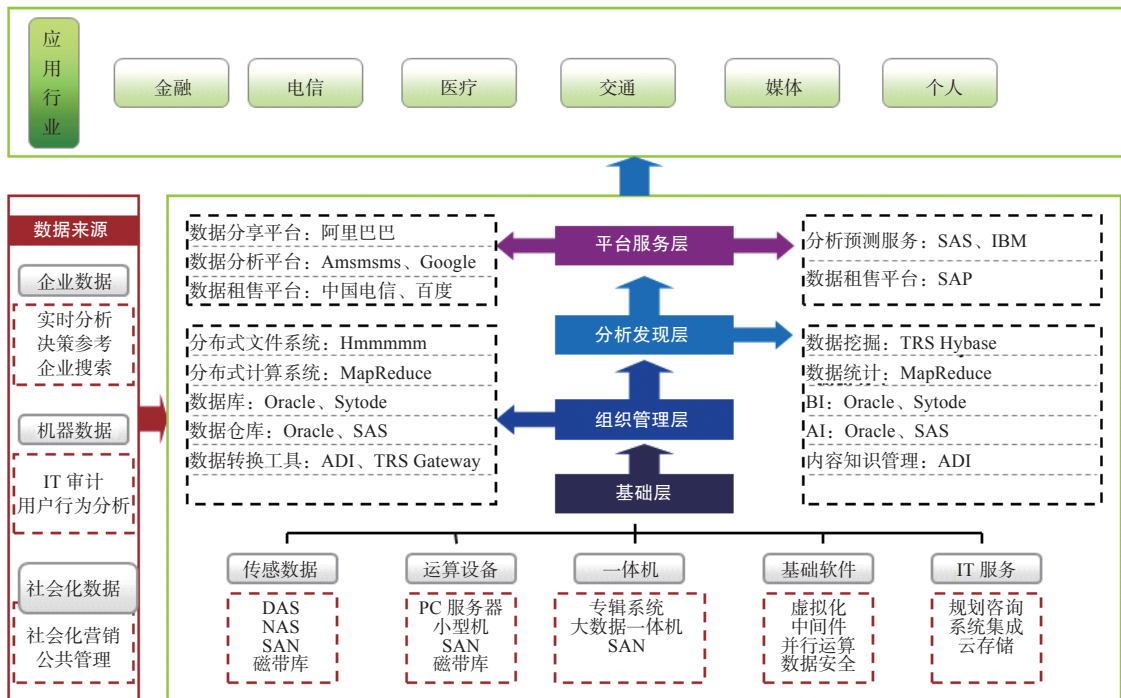 应
用
行
业
金融
电信
医疗
交通
媒体
个人
数据来源
企业数据
实时分析
决策参考
企业搜索
机器数据
IT 审计
用户行为分析
社会化数据
社会化营销
公共管理
数据分享平台：阿里巴巴
数据分析平台：Amsmsms、Google
数据租售平台：中国电信、百度
平台服务层
分析预测服务：SAS、IBM
数据租售平台：SAP
分析发现层
分布式文件系统：Hmmmmm
分布式计算系统：MapReduce
数据库：Oracle、Sytode
数据仓库：Oracle、SAS
数据转换工具：ADI、TRS Gateway
组织管理层
数据挖掘：TRS Hybase
数据统计：MapReduce
BI：Oracle、Sytode
AI：Oracle、SAS
内容知识管理：ADI
基础层
传感数据
DAS
NAS
SAN
磁带库
运算设备
PC 服务器
小型机
SAN
磁带库
一体机
专辑系统
大数据一体机
SAN
基础软件
虚拟化
中间件
并行运算
数据安全
IT 服务
规划咨询
系统集成
云存储